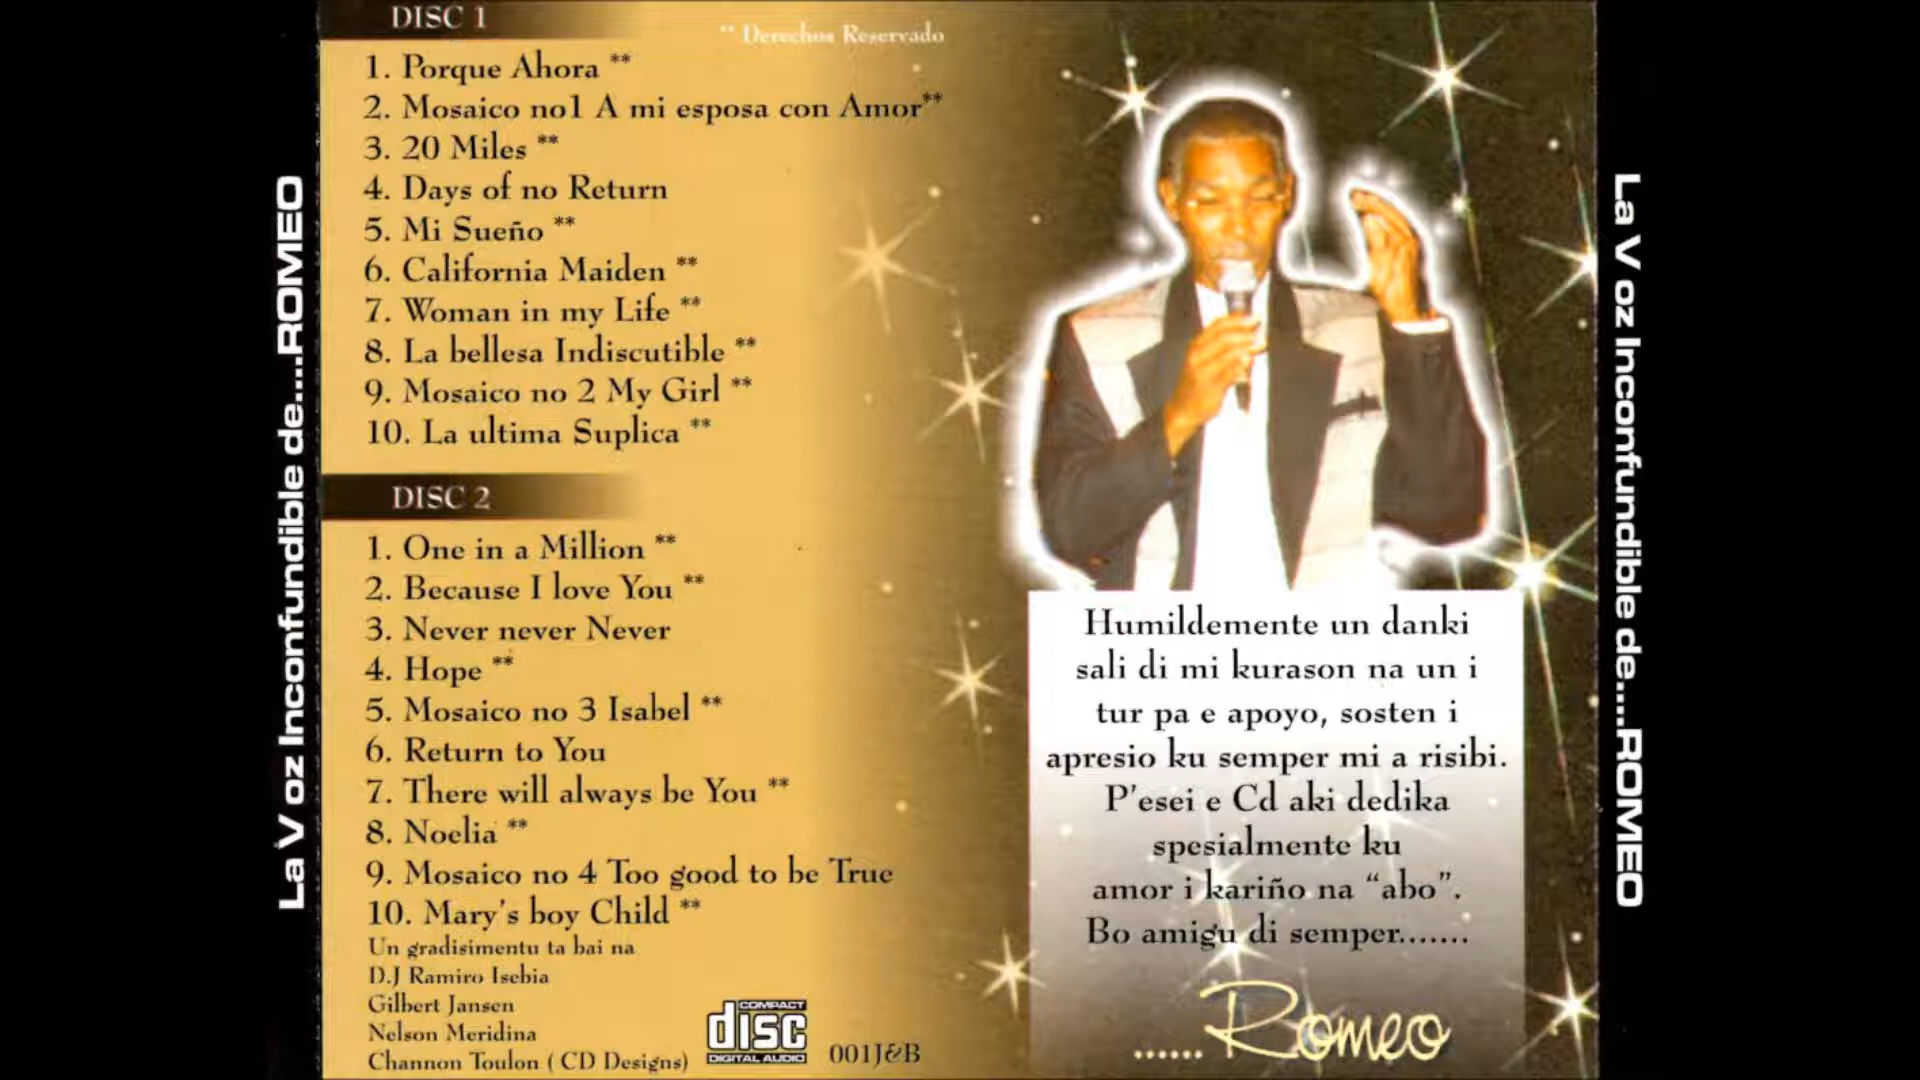 DISC 1
** Derechos Reservado
1. Porque Ahora **
2. Mosaico no1 A mi esposa con Amor**
3. 20 Miles **
4. Days of no Return
5. Mi Sueño **
6. California Maiden **
7. Woman in my Life **
8. La bellesa Indiscutible **
9. Mosaico no 2 My Girl **
10. La ultima Suplica **
DISC 2
1. One in a Million **
2. Because I love You **
3. Never never Never
4. Hope **
5. Mosaico no 3 Isabel **
6. Return to You
7. There will always be You **
8. Noelia **
9. Mosaico no 4 Too good to be True
10. Mary's boy Child **
Un gradisimentu ta bai na
D.J Ramiro Isebia
Gilbert Jansen
Nelson Meridina
Channon Toulon ( CD Designs)
COMPACT
disc
DIGITAL AUDIO
001J&B
Humildemente un danki
sali di mi kurason na un i
tur pa e apoyo, sosten i
apresio ku semper mi a risibi.
P'esei e Cd aki dedika
spesialmente ku
amor i kariño na "abo".
Bo amigu di semper.......
......Romeo
La V oz Inconfundible de....ROMEO
La V oz Inconfundible de....ROMEO